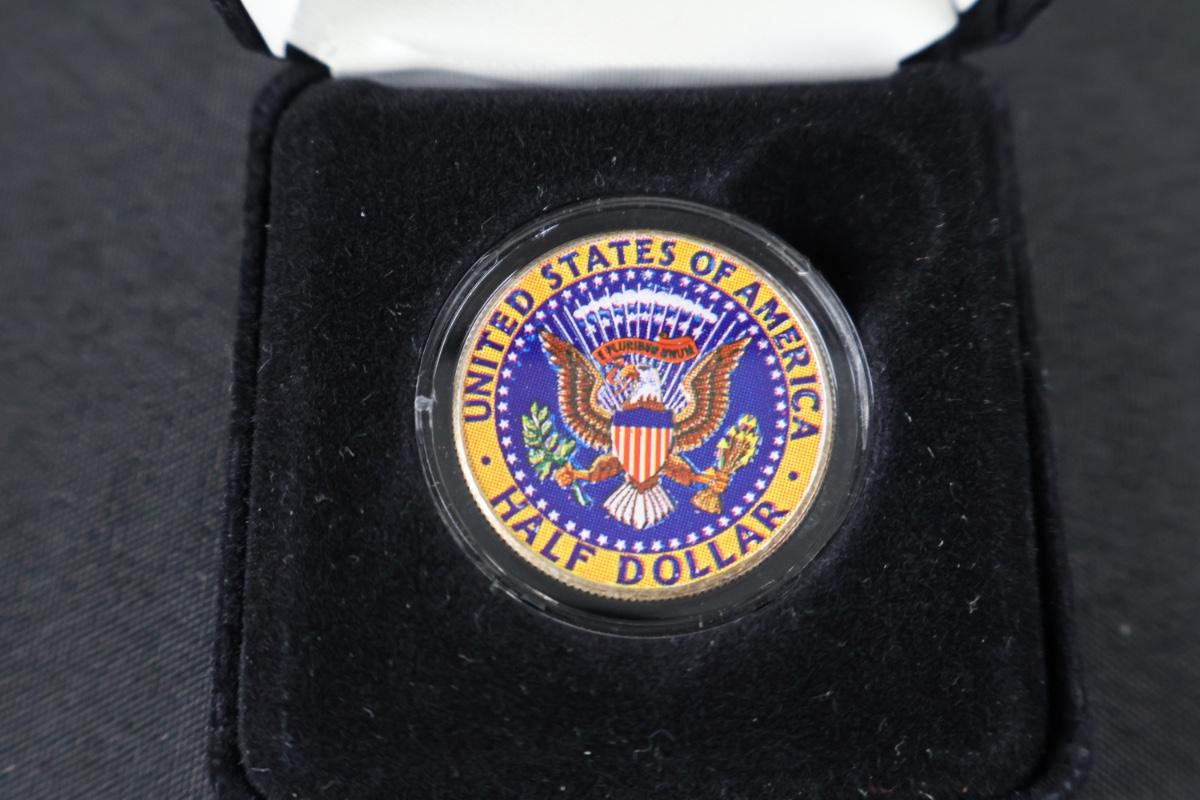 UNITED STATES OF AMERICA
E PLURIBUS UNUM
HALF DOLLAR